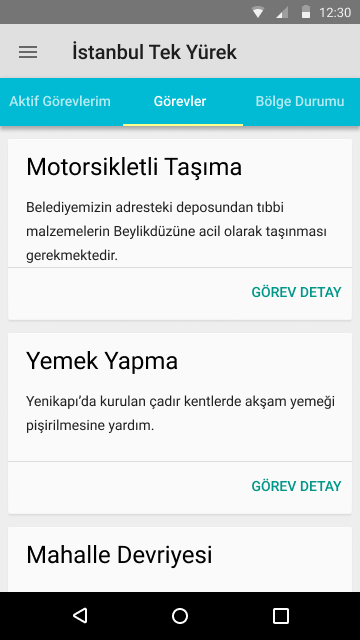 12:30
İstanbul Tek Yürek
Aktif Görevlerim
Görevler
Bölge Durumu
Motorsikletli Taşıma
Belediyemizin adresteki deposundan tıbbi
malzemelerin Beylikdüzüne acil olarak taşınması
gerekmektedir.
GÖREV DETAY
Yemek Yapma
Yenikapı’da kurulan çadır kentlerde akşam yemeği
pişirilmesine yardım.
GÖREV DETAY
Mahalle Devriyesi